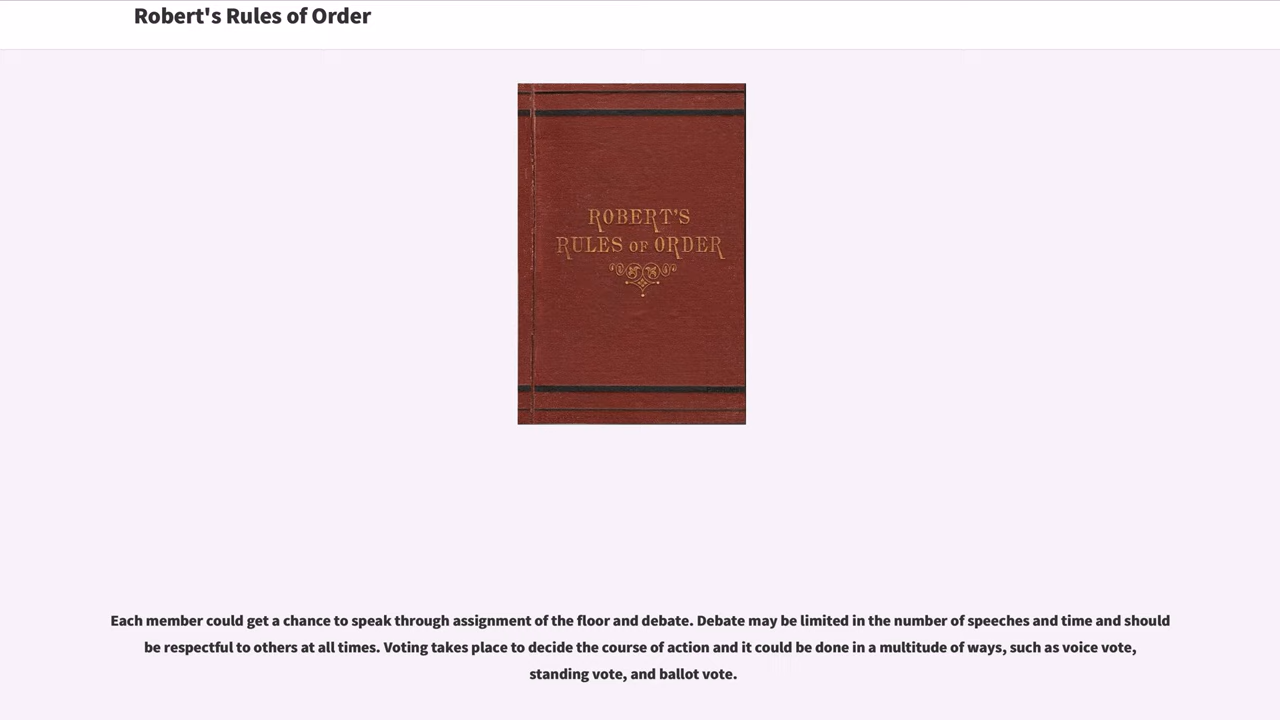 Robert's Rules of Order
ROBERT'S
RULES OF ORDER
Each member could get a chance to speak through assignment of the floor and debate. Debate may be limited in the number of speeches and time and should
be respectful to others at all times. Voting takes place to decide the course of action and it could be done in a multitude of ways, such as voice vote,
standing vote, and ballot vote.